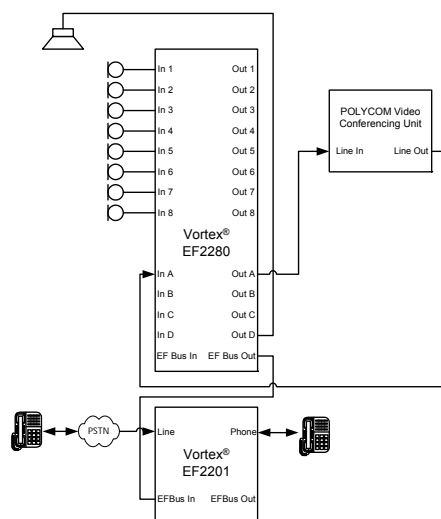 In 1 Out 1
In 2 Out 2
In 3 Out 3
In 4 Out 4
In 5 Out 5
In 6 Out 6
In 7 Out 7
In 8 Out 8
Vortex®
EF2280
In A Out A
In B Out B
In C Out C
In D Out D
EF Bus In EF Bus Out
POLYCOM Video
Conferencing Unit
Line In Line Out
PSTN
Line Phone
Vortex®
EF2201
EFBus In EFBus Out